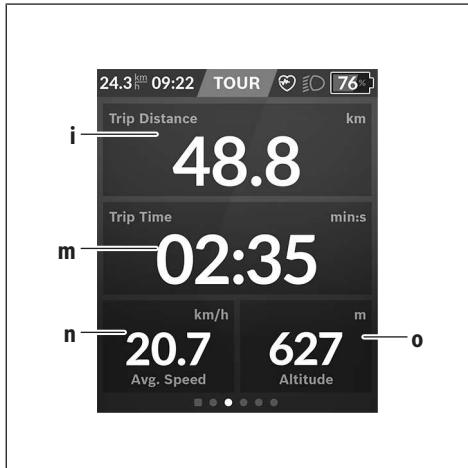 24.3 km/h 09:22 TOUR 76%
Trip Distance km
i
48.8
Trip Time min:s
m
02:35
km/h m
n
20.7 627
o
Avg. Speed Altitude